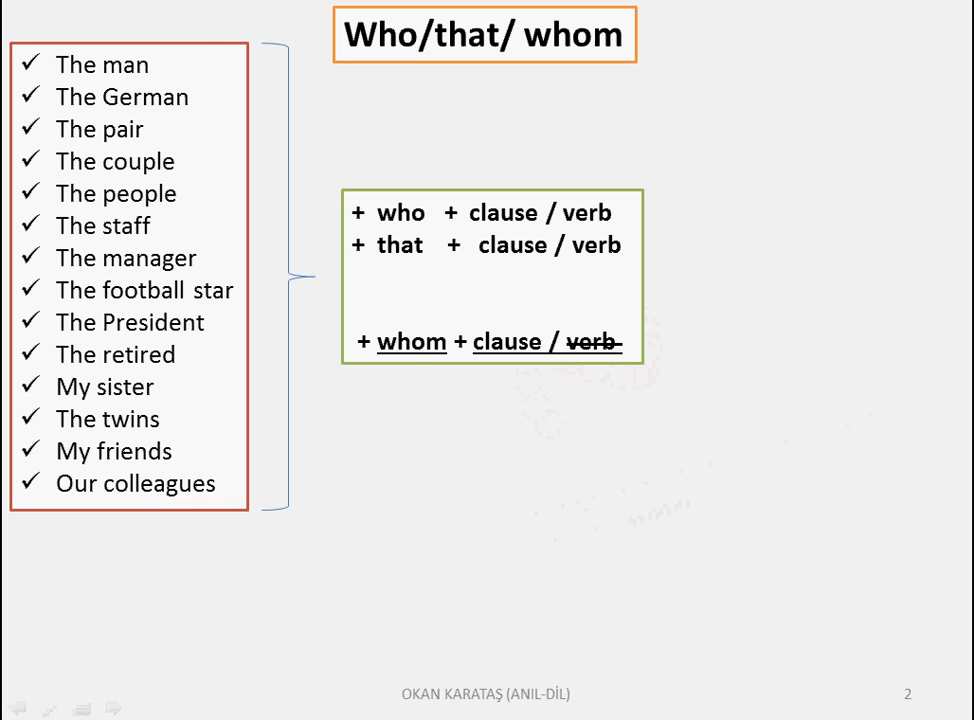 Who/that/ whom
✓ The man
✓ The German
✓ The pair
✓ The couple
✓ The people
✓ The staff
✓ The manager
✓ The football star
✓ The President
✓ The retired
✓ My sister
✓ The twins
✓ My friends
✓ Our colleagues
+ who + clause / verb
+ that + clause / verb
+ whom + clause / verb
OKAN KARATAŞ (ANIL-DİL)
2